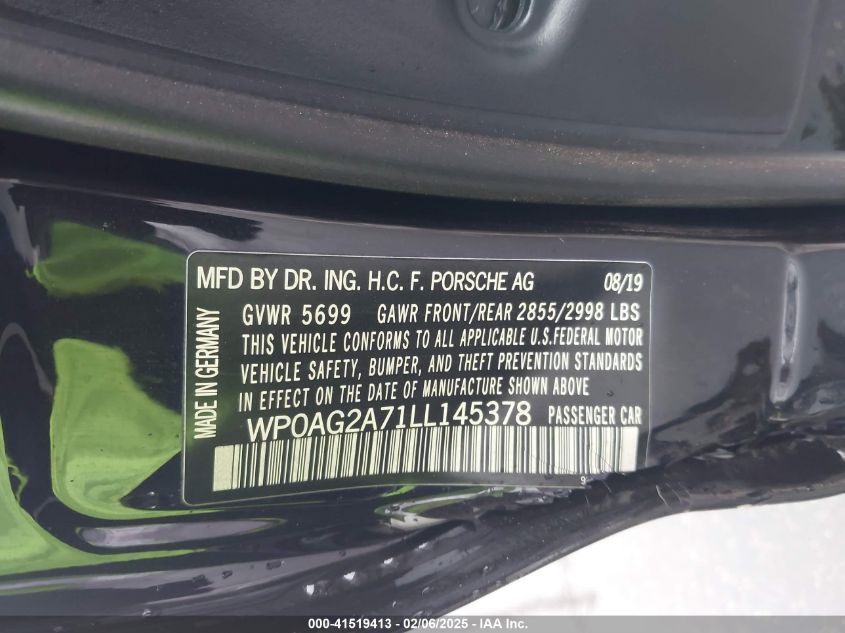 MFD BY DR. ING. H.C. F. PORSCHE AG 08/19
GVWR 5699 GAWR FRONT/REAR 2855/2998 LBS
THIS VEHICLE CONFORMS TO ALL APPLICABLE U.S.FEDERAL MOTOR
VEHICLE SAFETY, BUMPER, AND THEFT PREVENTION STANDARDS
IN EFFECT ON THE DATE OF MANUFACTURE SHOWN ABOVE
WP0AG2A71LL145378 PASSENGER CAR
MADE IN GERMANY
000-41519413 - 02/06/2025 - IAA Inc.